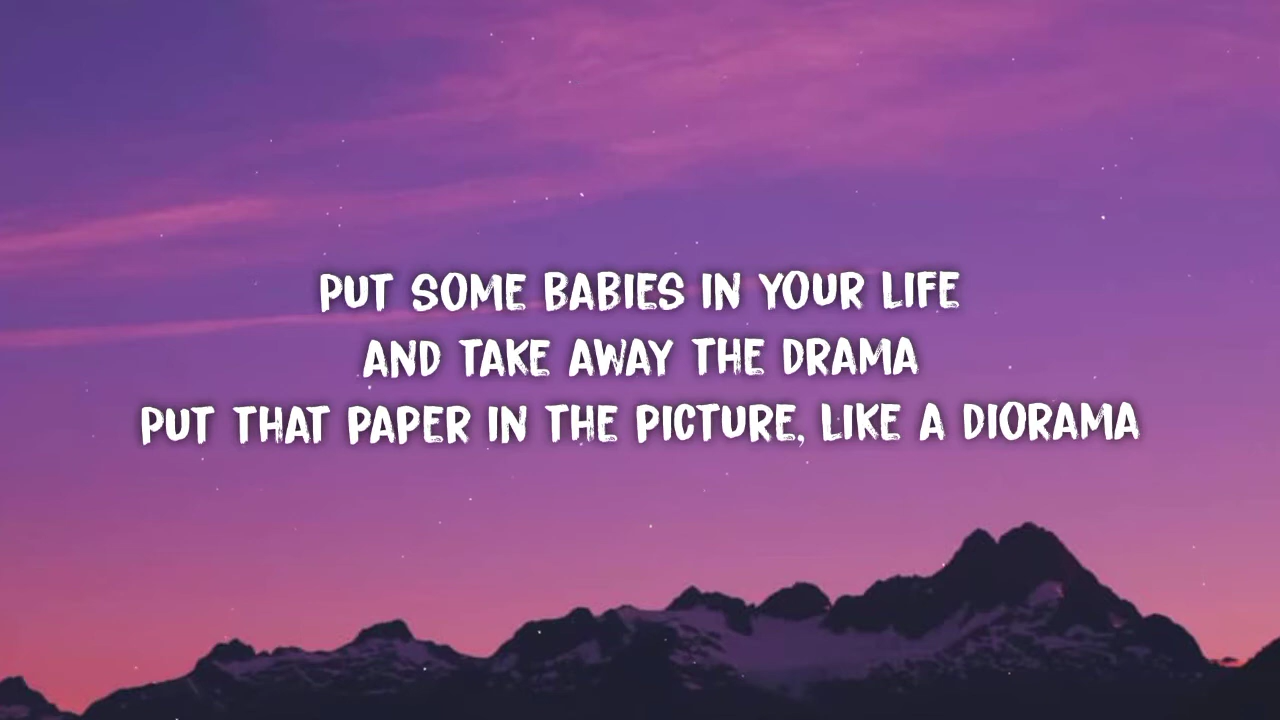 PUT SOME BABIES IN YOUR LIFE
AND TAKE AWAY THE DRAMA
PUT THAT PAPER IN THE PICTURE, LIKE A DIORAMA